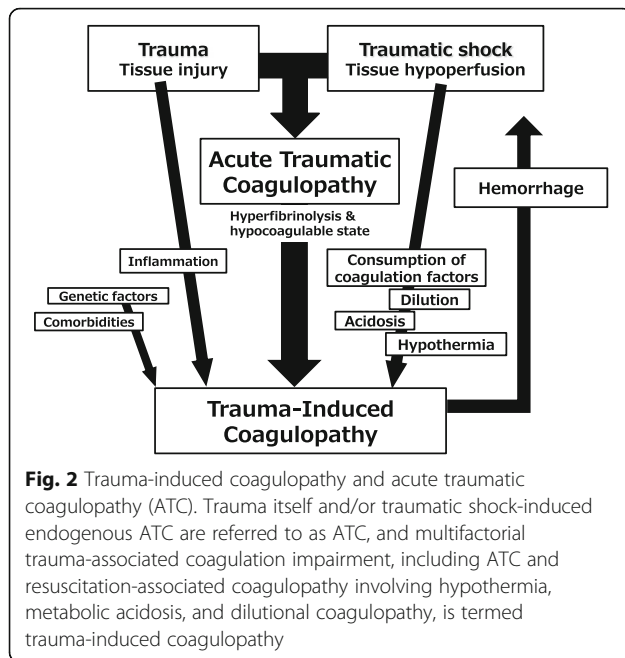 Trauma
Tissue injury
Traumatic shock
Tissue hypoperfusion
Acute Traumatic
Coagulopathy
Hyperfibrinolysis &
hypocoagulable state
Hemorrhage
Inflammation
Consumption of
coagulation factors
Genetic factors
Dilution
Comorbidities
Acidosis
Hypothermia
Trauma-Induced
Coagulopathy
Fig. 2 Trauma-induced coagulopathy and acute traumatic
coagulopathy (ATC). Trauma itself and/or traumatic shock-induced
endogenous ATC are referred to as ATC, and multifactorial
trauma-associated coagulation impairment, including ATC and
resuscitation-associated coagulopathy involving hypothermia,
metabolic acidosis, and dilutional coagulopathy, is termed
trauma-induced coagulopathy